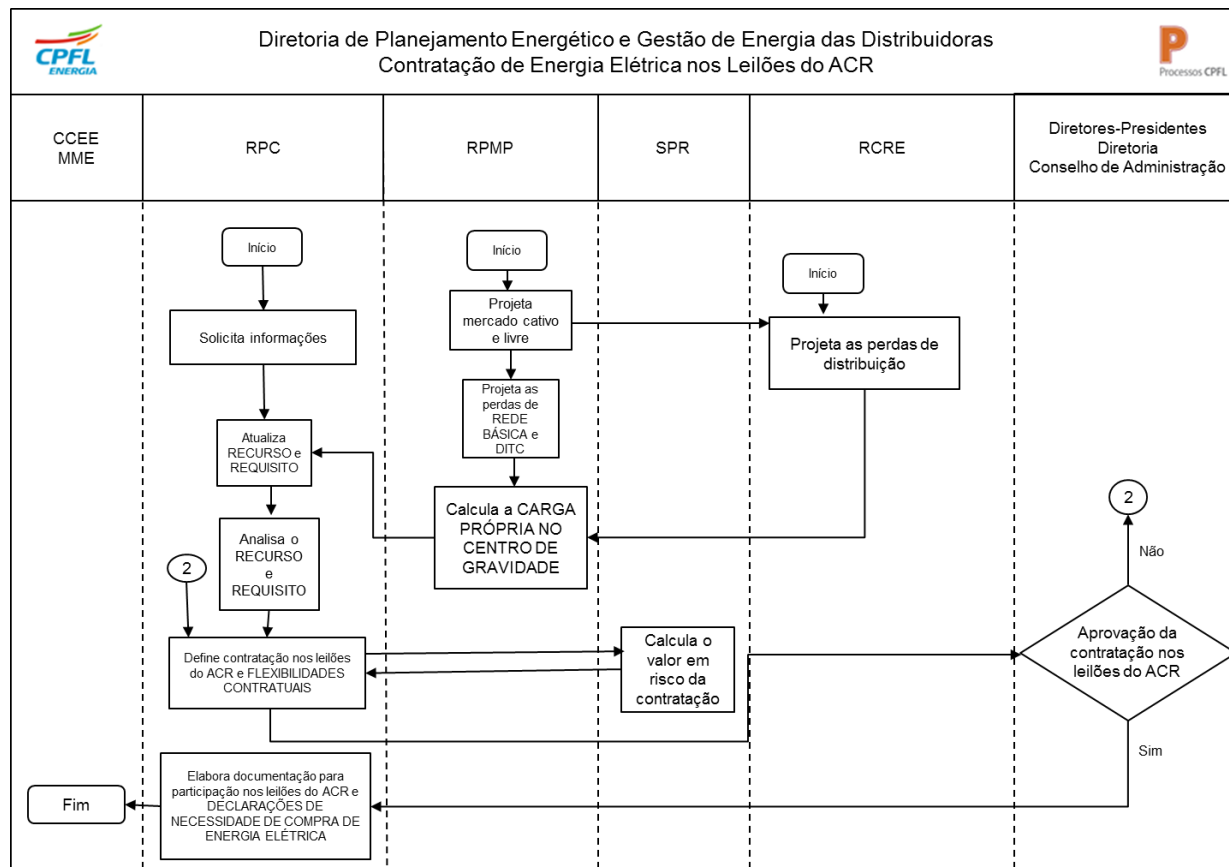 CPFL
ENERGIA
Diretoria de Planejamento Energético e Gestão de Energia das Distribuidoras
Contratação de Energia Elétrica nos Leilões do ACR
P
Processos CPFL
CCEE
MME
RPC
RPMP
SPR
RCRE
Diretores-Presidentes
Diretoria
Conselho de Administração
Início
Início
Início
Solicita informações
Projeta
mercado cativo
e livre
Projeta as perdas de
distribuição
Projeta as
perdas de
REDE
BÁSICA e
DITC
Atualiza
RECURSO e
REQUISITO
Calcula a CARGA
PRÓPRIA NO
CENTRO DE
GRAVIDADE
Analisa o
RECURSO
e
REQUISITO
2
2
Não
Define contratação nos leilões
do ACR e FLEXIBILIDADES
CONTRATUAIS
Calcula o
valor em
risco da
contratação
Aprovação da
contratação nos
leilões do ACR
Sim
Elabora documentação para
participação nos leilões do ACR e
DECLARAÇÕES DE
NECESSIDADE DE COMPRA DE
ENERGIA ELÉTRICA
Fim